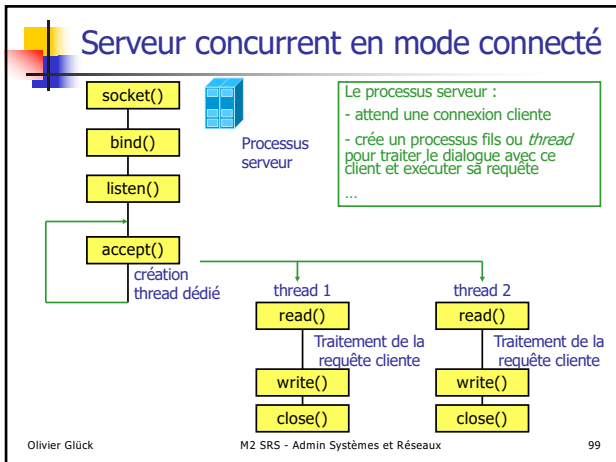 Serveur concurrent en mode connecté
socket()
bind()
listen()
accept()
création
thread dédié
Processus
serveur
Le processus serveur :
- attend une connexion cliente
- crée un processus fils ou thread
pour traiter le dialogue avec ce
client et exécuter sa requête
...
thread 1
read()
Traitement de la
requête cliente
write()
close()
thread 2
read()
Traitement de la
requête cliente
write()
close()
Olivier Glück
M2 SRS - Admin Systèmes et Réseaux
99